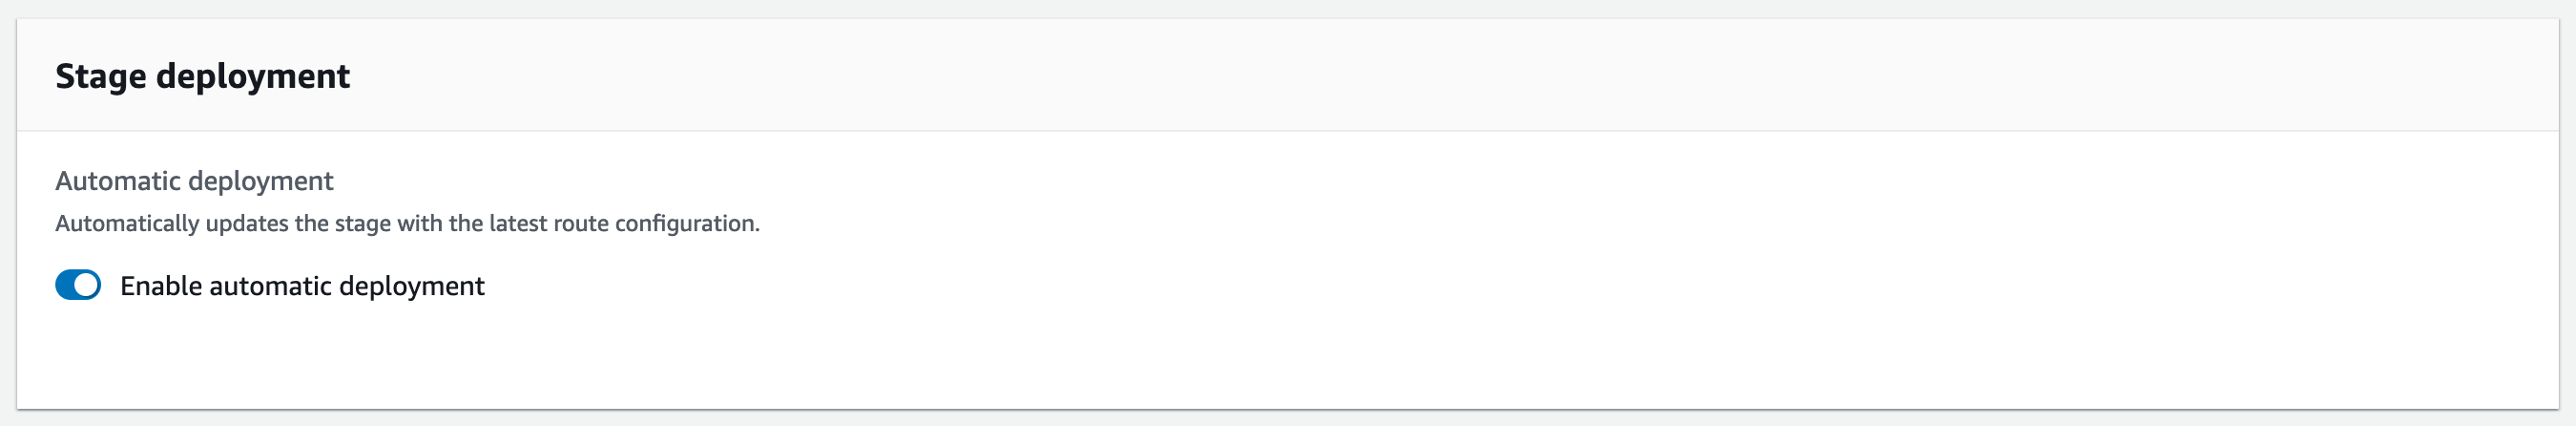 Stage deployment
Automatic deployment
Automatically updates the stage with the latest route configuration.
Enable automatic deployment